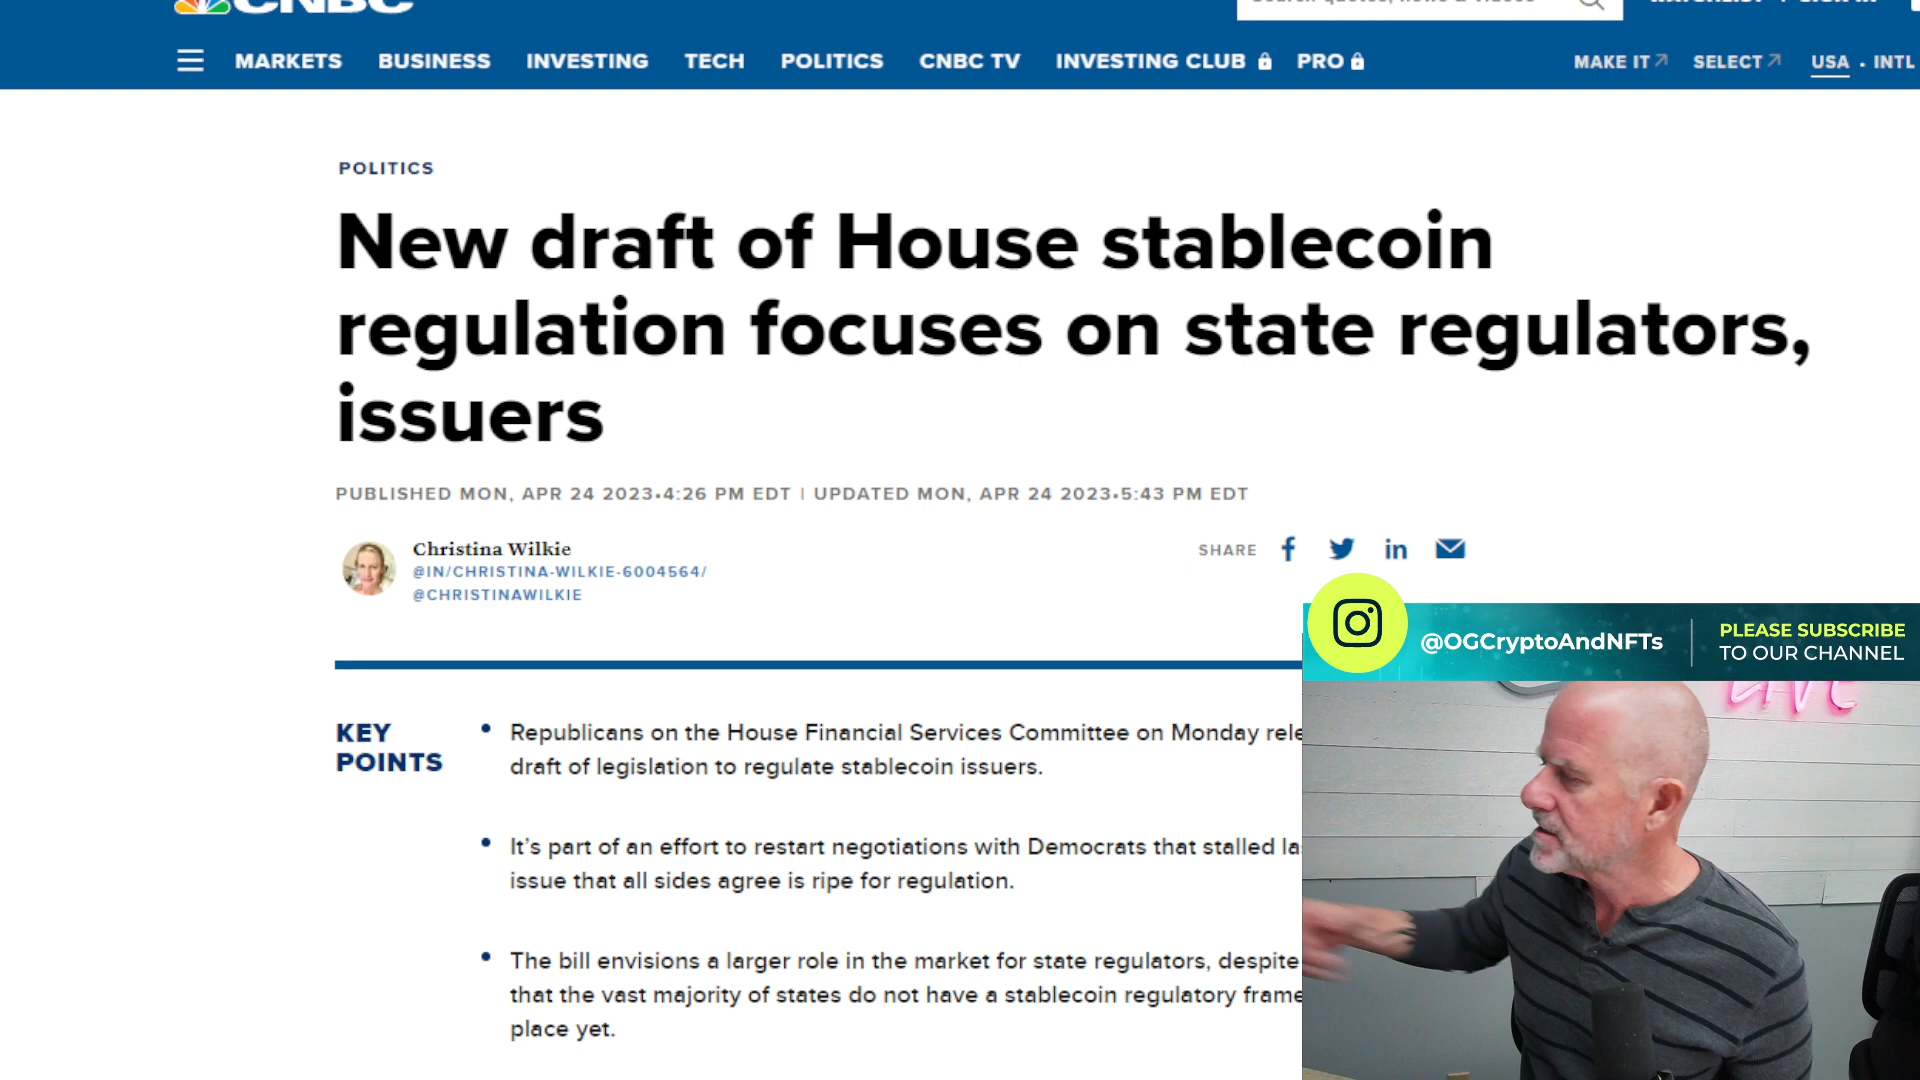 CNBC
MARKETS BUSINESS INVESTING TECH POLITICS CNBC TV INVESTING CLUB PRO MAKE IT SELECT USA • INTL
POLITICS
New draft of House stablecoin
regulation focuses on state regulators,
issuers
PUBLISHED MON, APR 24 2023•4:26 PM EDT | UPDATED MON, APR 24 2023•5:43 PM EDT
Christina Wilkie
@IN/CHRISTINA-WILKIE-6004564/
@CHRISTINAWILKIE
SHARE
@OGCryptoAndNFTs
PLEASE SUBSCRIBE
TO OUR CHANNEL
LIVE
KEY
POINTS
• Republicans on the House Financial Services Committee on Monday rele
draft of legislation to regulate stablecoin issuers.
• It’s part of an effort to restart negotiations with Democrats that stalled la
issue that all sides agree is ripe for regulation.
• The bill envisions a larger role in the market for state regulators, despite
that the vast majority of states do not have a stablecoin regulatory frame
place yet.